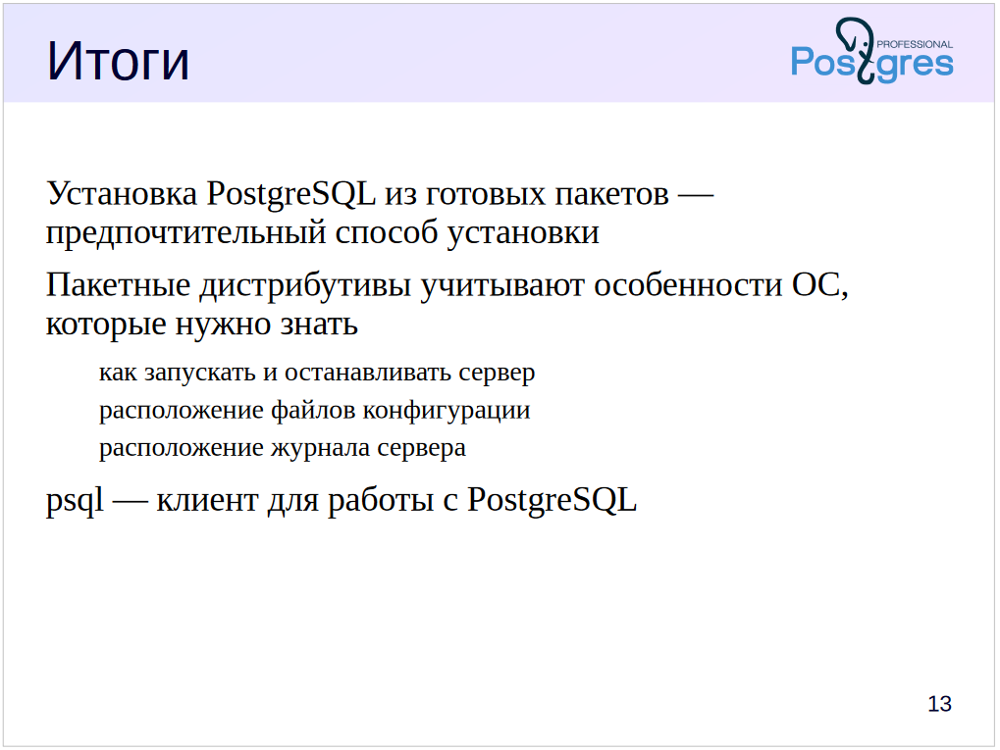 Итоги
PROFESSIONAL
Postgres
Установка PostgreSQL из готовых пакетов —
предпочтительный способ установки
Пакетные дистрибутивы учитывают особенности ОС,
которые нужно знать
как запускать и останавливать сервер
расположение файлов конфигурации
расположение журнала сервера
psql — клиент для работы с PostgreSQL
13